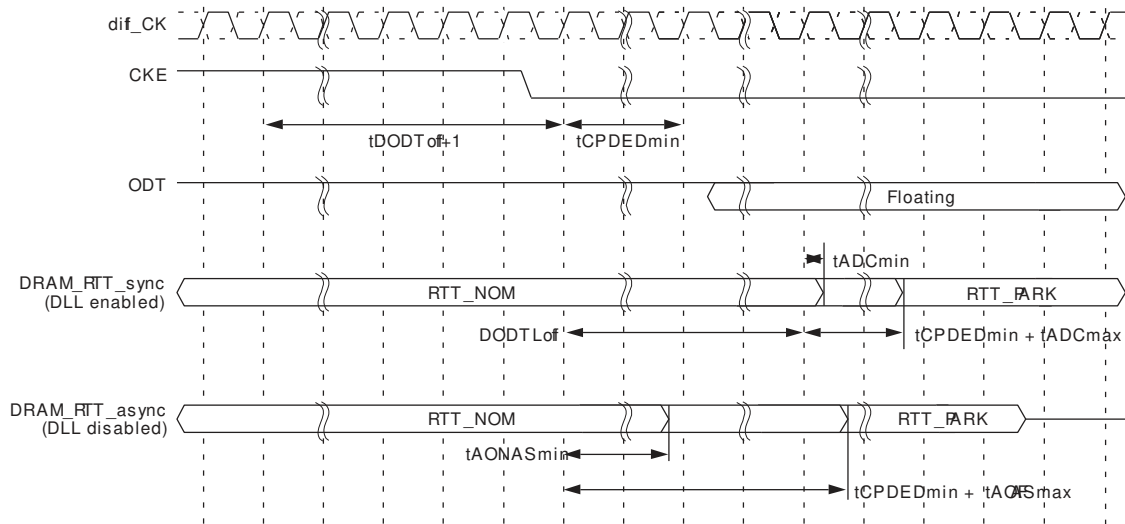 dif_CK
CKE
tDODTof+1
tCPDEDmin
ODT
Floating
tADCmin
DRAM_RTT_sync
(DLL enabled)
RTT_NOM
RTT_PARK
DODTLof
tCPDEDmin + tADCmax
DRAM_RTT_async
(DLL disabled)
RTT_NOM
RTT_PARK
tAONASmin
tCPDEDmin + tAOFASmax